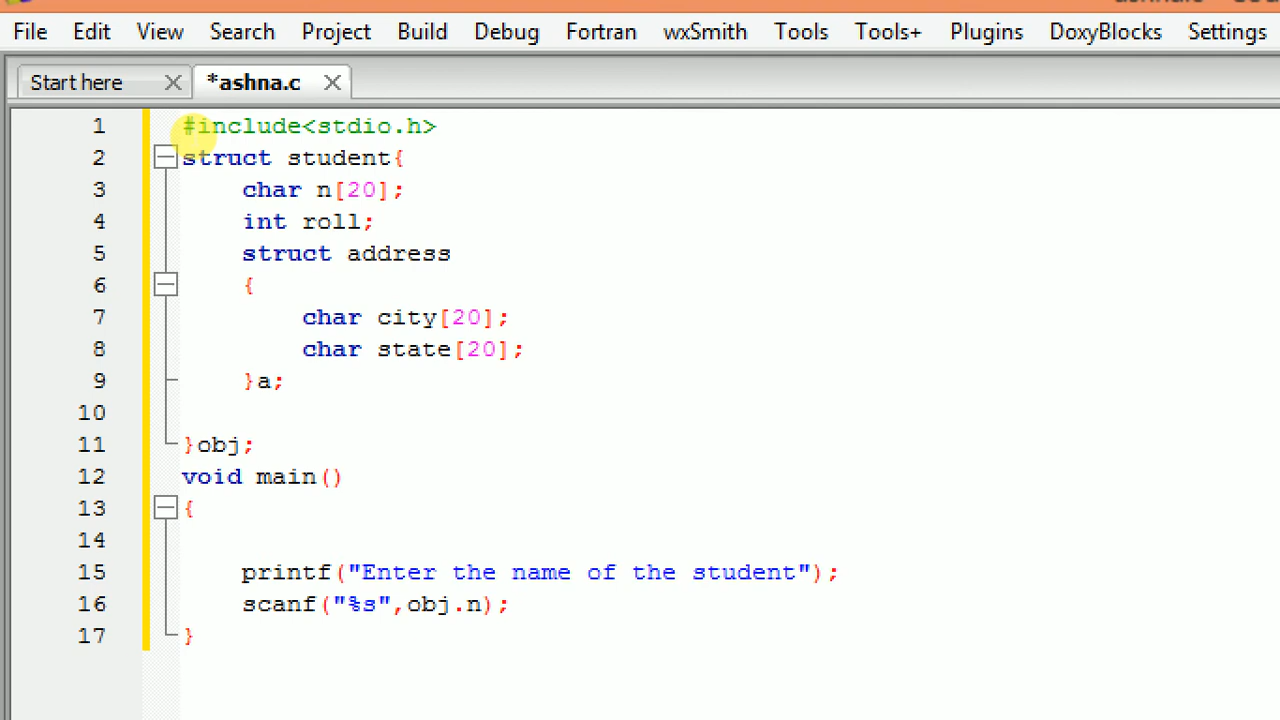 File Edit View Search Project Build Debug Fortran wxSmith Tools Tools+ Plugins DoxyBlocks Settings
Start here *ashna.c
1 #include<stdio.h>
2 struct student{
3 char n[20];
4 int roll;
5 struct address
6 {
7 char city[20];
8 char state[20];
9 }a;
10
11 }obj;
12 void main()
13 {
14
15 printf("Enter the name of the student");
16 scanf("%s",obj.n);
17 }